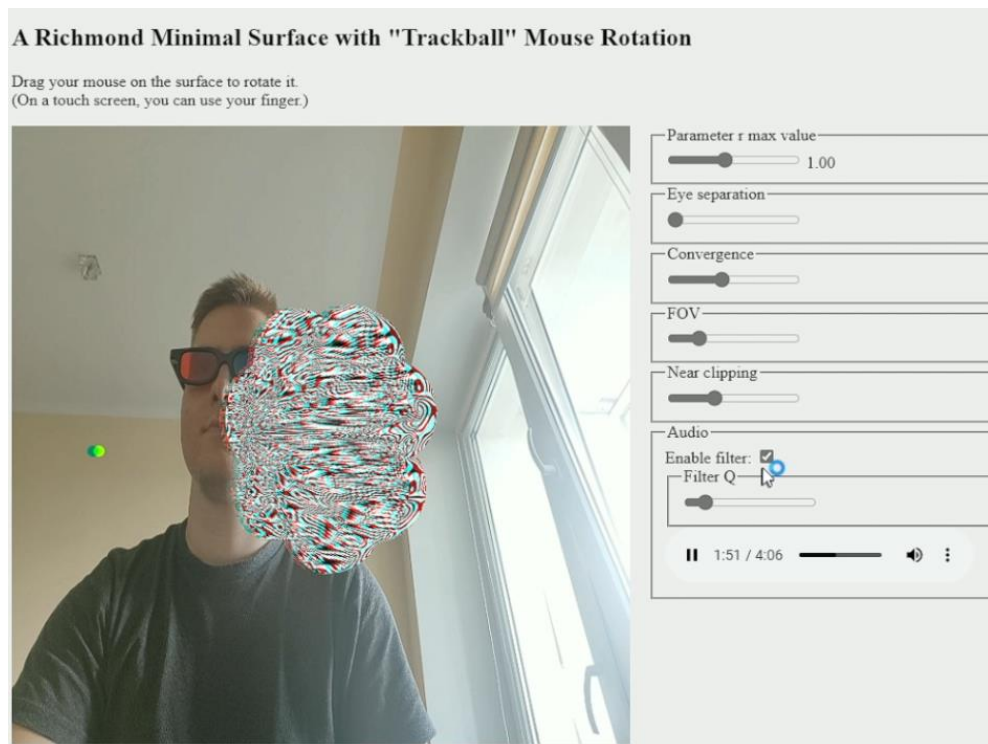 A Richmond Minimal Surface with "Trackball" Mouse Rotation
Drag your mouse on the surface to rotate it.
(On a touch screen, you can use your finger.)
Parameter r max value
1.00
Eye separation
Convergence
FOV
Near clipping
Audio
Enable filter:
Filter Q
1:51 / 4:06